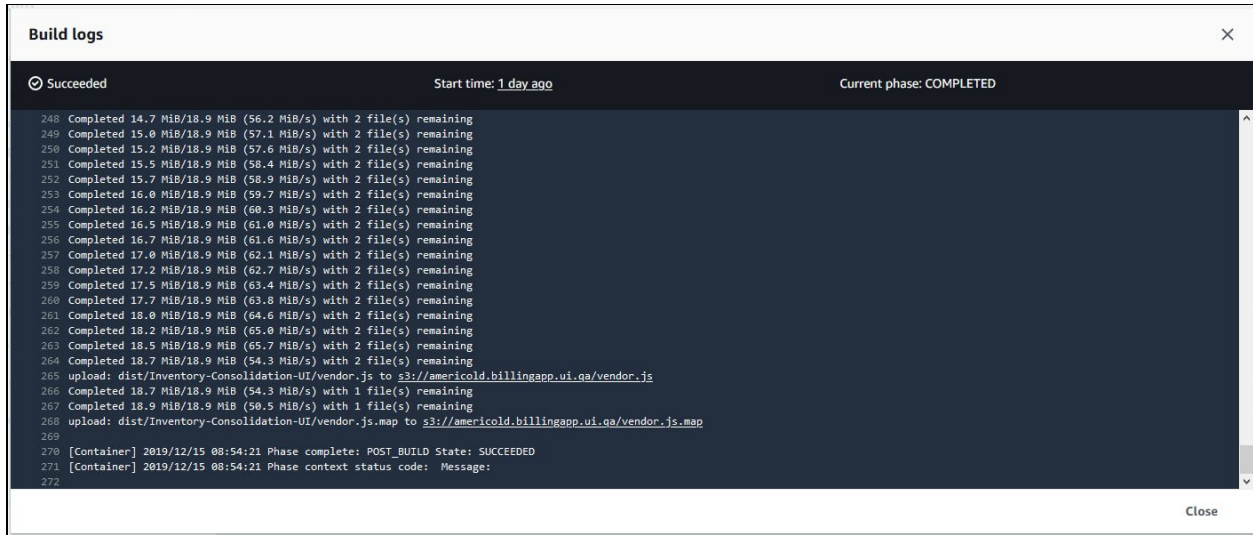 Build logs
Succeeded Start time: 1 day ago Current phase: COMPLETED
248 Completed 14.7 MiB/18.9 MiB (56.2 MiB/s) with 2 file(s) remaining
249 Completed 15.0 MiB/18.9 MiB (57.1 MiB/s) with 2 file(s) remaining
250 Completed 15.2 MiB/18.9 MiB (57.6 MiB/s) with 2 file(s) remaining
251 Completed 15.5 MiB/18.9 MiB (58.4 MiB/s) with 2 file(s) remaining
252 Completed 15.7 MiB/18.9 MiB (58.9 MiB/s) with 2 file(s) remaining
253 Completed 16.0 MiB/18.9 MiB (59.7 MiB/s) with 2 file(s) remaining
254 Completed 16.2 MiB/18.9 MiB (60.3 MiB/s) with 2 file(s) remaining
255 Completed 16.5 MiB/18.9 MiB (61.0 MiB/s) with 2 file(s) remaining
256 Completed 16.7 MiB/18.9 MiB (61.6 MiB/s) with 2 file(s) remaining
257 Completed 17.0 MiB/18.9 MiB (62.1 MiB/s) with 2 file(s) remaining
258 Completed 17.2 MiB/18.9 MiB (62.7 MiB/s) with 2 file(s) remaining
259 Completed 17.5 MiB/18.9 MiB (63.4 MiB/s) with 2 file(s) remaining
260 Completed 17.7 MiB/18.9 MiB (63.8 MiB/s) with 2 file(s) remaining
261 Completed 18.0 MiB/18.9 MiB (64.6 MiB/s) with 2 file(s) remaining
262 Completed 18.2 MiB/18.9 MiB (65.0 MiB/s) with 2 file(s) remaining
263 Completed 18.5 MiB/18.9 MiB (65.7 MiB/s) with 2 file(s) remaining
264 Completed 18.7 MiB/18.9 MiB (54.3 MiB/s) with 2 file(s) remaining
265 upload: dist/Inventory-Consolidation-UI/vendor.js to s3://americold.billingapp.ui.qa/vendor.js
266 Completed 18.7 MiB/18.9 MiB (54.3 MiB/s) with 1 file(s) remaining
267 Completed 18.9 MiB/18.9 MiB (50.5 MiB/s) with 1 file(s) remaining
268 upload: dist/Inventory-Consolidation-UI/vendor.js.map to s3://americold.billingapp.ui.qa/vendor.js.map
269
270 [Container] 2019/12/15 08:54:21 Phase complete: POST_BUILD State: SUCCEEDED
271 [Container] 2019/12/15 08:54:21 Phase context status code:  Message:
272
Close